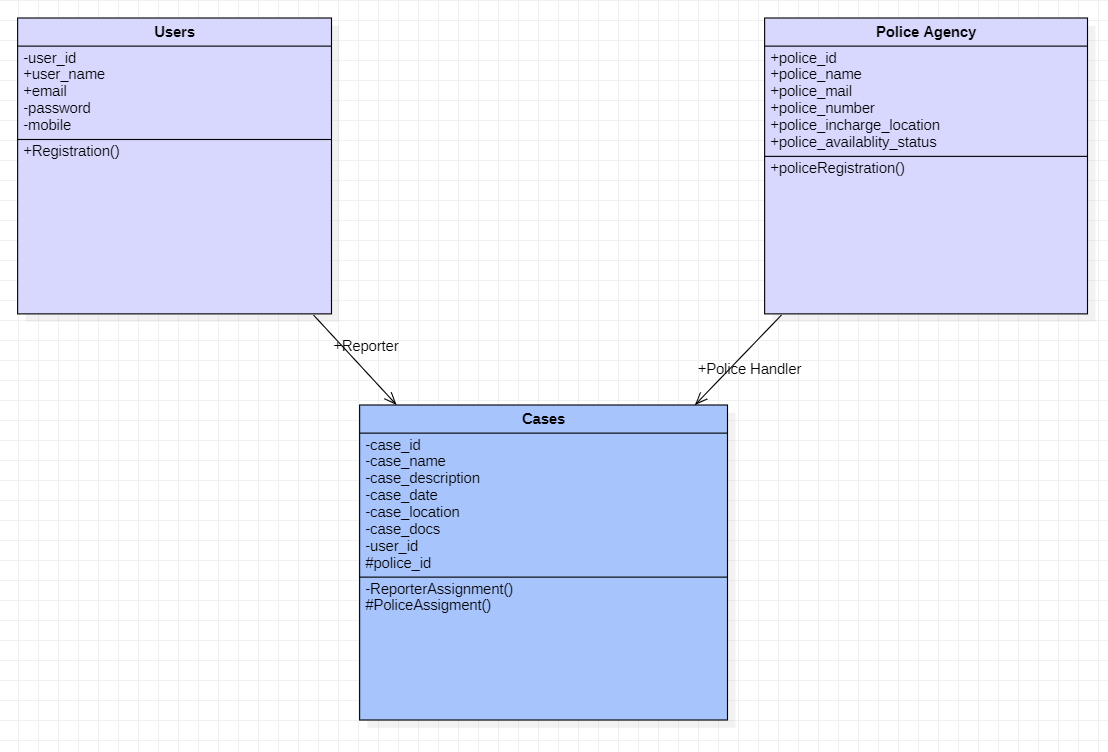 Users
-user_id
+user_name
+email
-password
-mobile
+Registration()
Police Agency
+police_id
+police_name
+police_mail
+police_number
+police_incharge_location
+police_availablity_status
+policeRegistration()
+Reporter
+Police Handler
Cases
-case_id
-case_name
-case_description
-case_date
-case_location
-case_docs
-user_id
#police_id
-ReporterAssignment()
#PoliceAssigment()